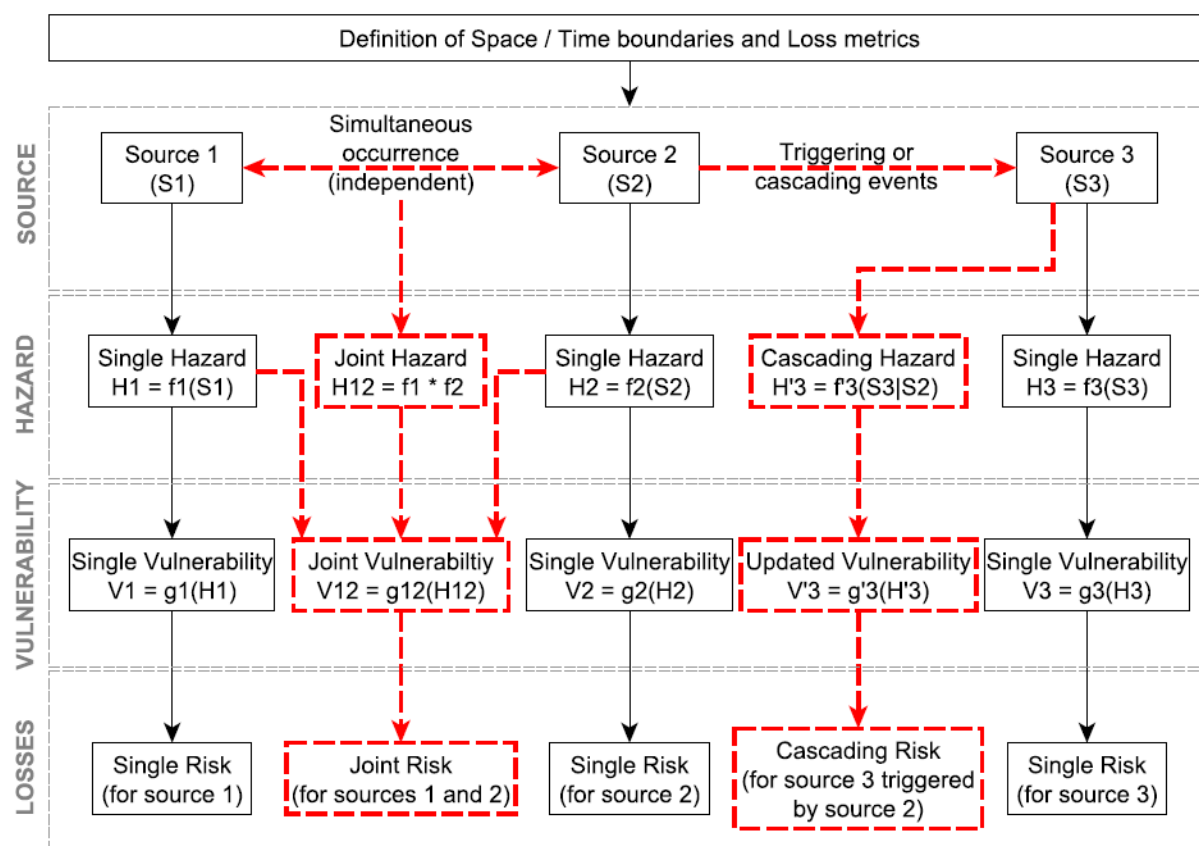 Definition of Space / Time boundaries and Loss metrics
SOURCE
Source 1
(S1)
Simultaneous
occurrence
(independent)
Source 2
(S2)
Triggering or
cascading events
Source 3
(S3)
HAZARD
Single Hazard
H1 = f1(S1)
Joint Hazard
H12 = f1 * f2
Single Hazard
H2 = f2(S2)
Cascading Hazard
H'3 = f'3(S3|S2)
Single Hazard
H3 = f3(S3)
VULNERABILITY
Single Vulnerability
V1 = g1(H1)
Joint Vulnerabiltiy
V12 = g12(H12)
Single Vulnerability
V2 = g2(H2)
Updated Vulnerability
V'3 = g'3(H'3)
Single Vulnerability
V3 = g3(H3)
LOSSES
Single Risk
(for source 1)
Joint Risk
(for sources 1 and 2)
Single Risk
(for source 2)
Cascading Risk
(for source 3 triggered
by source 2)
Single Risk
(for source 3)